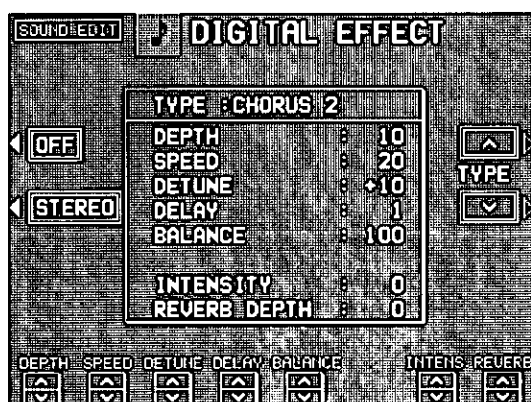 SOUND EDIT
DIGITAL EFFECT
TYPE : CHORUS 2
OFF
STEREO
DEPTH : 10
SPEED : 20
DETUNE : +10
DELAY : 1
BALANCE : 100
INTENSITY : 0
REVERB DEPTH : 0
TYPE
DEPTH SPEED DETUNE DELAY BALANCE INTENS REVERB